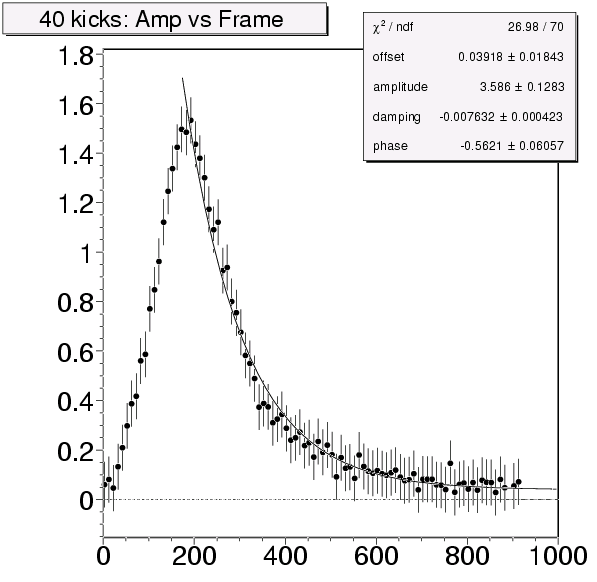 40 kicks: Amp vs Frame
χ² / ndf 26.98 / 70
offset 0.03918 ± 0.01843
amplitude 3.586 ± 0.1283
damping -0.007632 ± 0.000423
phase -0.5621 ± 0.06057
1.8
1.6
1.4
1.2
1
0.8
0.6
0.4
0.2
0
0 200 400 600 800 1000